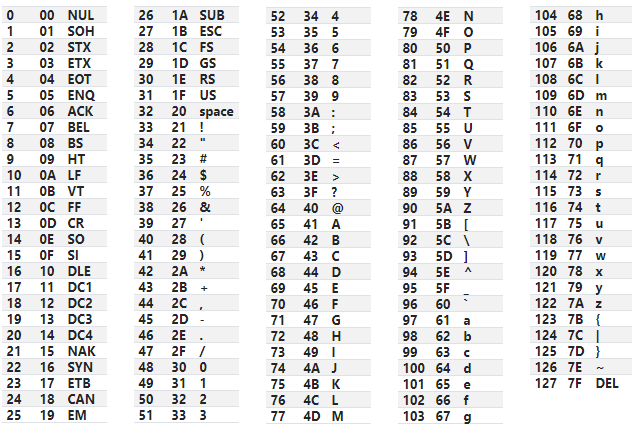 0 00 NUL
1 01 SOH
2 02 STX
3 03 ETX
4 04 EOT
5 05 ENQ
6 06 ACK
7 07 BEL
8 08 BS
9 09 HT
10 0A LF
11 0B VT
12 0C FF
13 0D CR
14 0E SO
15 0F SI
16 10 DLE
17 11 DC1
18 12 DC2
19 13 DC3
20 14 DC4
21 15 NAK
22 16 SYN
23 17 ETB
24 18 CAN
25 19 EM
26 1A SUB
27 1B ESC
28 1C FS
29 1D GS
30 1E RS
31 1F US
32 20 space
33 21 !
34 22 "
35 23 #
36 24 $
37 25 %
38 26 &
39 27 '
40 28 (
41 29 )
42 2A *
43 2B +
44 2C ,
45 2D -
46 2E .
47 2F /
48 30 0
49 31 1
50 32 2
51 33 3
52 34 4
53 35 5
54 36 6
55 37 7
56 38 8
57 39 9
58 3A :
59 3B ;
60 3C <
61 3D =
62 3E >
63 3F ?
64 40 @
65 41 A
66 42 B
67 43 C
68 44 D
69 45 E
70 46 F
71 47 G
72 48 H
73 49 I
74 4A J
75 4B K
76 4C L
77 4D M
78 4E N
79 4F O
80 50 P
81 51 Q
82 52 R
83 53 S
84 54 T
85 55 U
86 56 V
87 57 W
88 58 X
89 59 Y
90 5A Z
91 5B [
92 5C \
93 5D ]
94 5E ^
95 5F _
96 60 `
97 61 a
98 62 b
99 63 c
100 64 d
101 65 e
102 66 f
103 67 g
104 68 h
105 69 i
106 6A j
107 6B k
108 6C l
109 6D m
110 6E n
111 6F o
112 70 p
113 71 q
114 72 r
115 73 s
116 74 t
117 75 u
118 76 v
119 77 w
120 78 x
121 79 y
122 7A z
123 7B {
124 7C |
125 7D }
126 7E ~
127 7F DEL